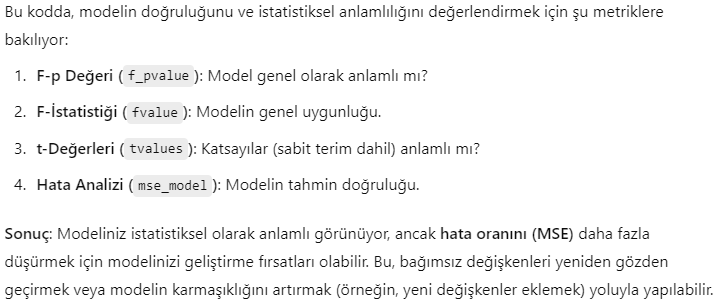 Bu kodda, modelin doğruluğunu ve istatistiksel anlamlılığını değerlendirmek için şu metriklere
bakılıyor:
1. F-p Değeri ( f_pvalue ): Model genel olarak anlamlı mı?
2. F-İstatistiği ( fvalue ): Modelin genel uygunluğu.
3. t-Değerleri ( tvalues ): Katsayılar (sabit terim dahil) anlamlı mı?
4. Hata Analizi ( mse_model ): Modelin tahmin doğruluğu.
Sonuç: Modeliniz istatistiksel olarak anlamlı görünüyor, ancak hata oranını (MSE) daha fazla
düşürmek için modelinizi geliştirme fırsatları olabilir. Bu, bağımsız değişkenleri yeniden gözden
geçirmek veya modelin karmaşıklığını artırmak (örneğin, yeni değişkenler eklemek) yoluyla yapılabilir.